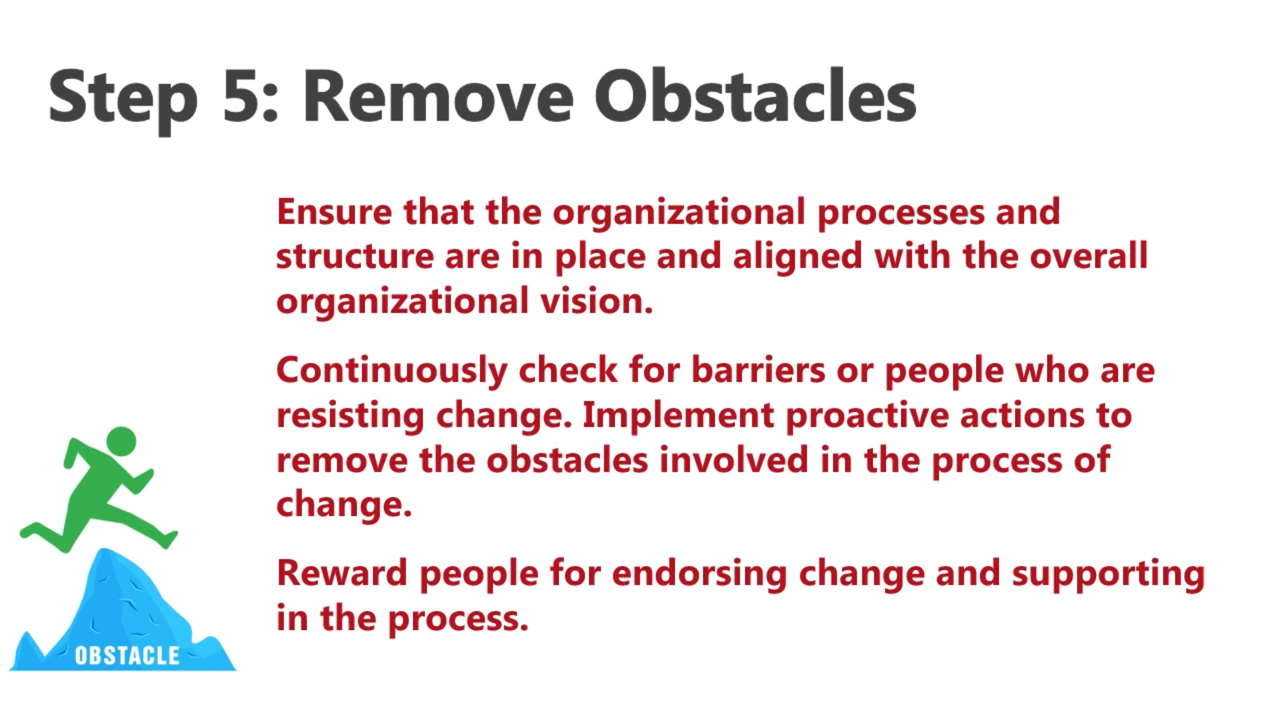 Step 5: Remove Obstacles
Ensure that the organizational processes and
structure are in place and aligned with the overall
organizational vision.
Continuously check for barriers or people who are
resisting change. Implement proactive actions to
remove the obstacles involved in the process of
change.
Reward people for endorsing change and supporting
in the process.
OBSTACLE